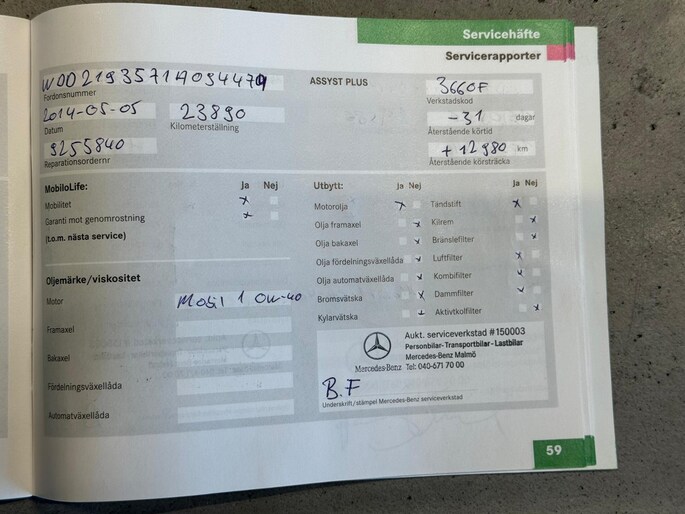 Servicehäfte
Servicerapporter
WDD2193571A094479
Fordonsnummer
ASSYST PLUS
3660F
Verkstadskod
2014-05-05
Datum
23890
Kilometerställning
-31 dagar
Återstående körtid
9255840
Reparationsordernr
+12980 km
Återstående körsträcka
MobiloLife: Ja Nej
Mobilitet x
Garanti mot genomrostning x
(t.o.m. nästa service)
Utbytt: Ja Nej
Motorolja x
Olja framaxel x
Olja bakaxel x
Olja fördelningsväxellåda x
Olja automatväxellåda x
Bromsvätska x
Kylarvätska x
Ja Nej
Tändstift x
Kilrem x
Bränslefilter x
Luftfilter x
Kombifilter x
Dammfilter x
Aktivtkolfilter x
Oljemärke/viskositet
Motor Mobil 1 0W-40
Framaxel
Bakaxel
Fördelningsväxellåda
Automatväxellåda
Mercedes-Benz
Aukt. serviceverkstad #150003
Personbilar-Transportbilar-Lastbilar
Mercedes-Benz Malmö
Tel: 040-671 70 00
B.F
Underskrift/stämpel Mercedes-Benz serviceverkstad
59